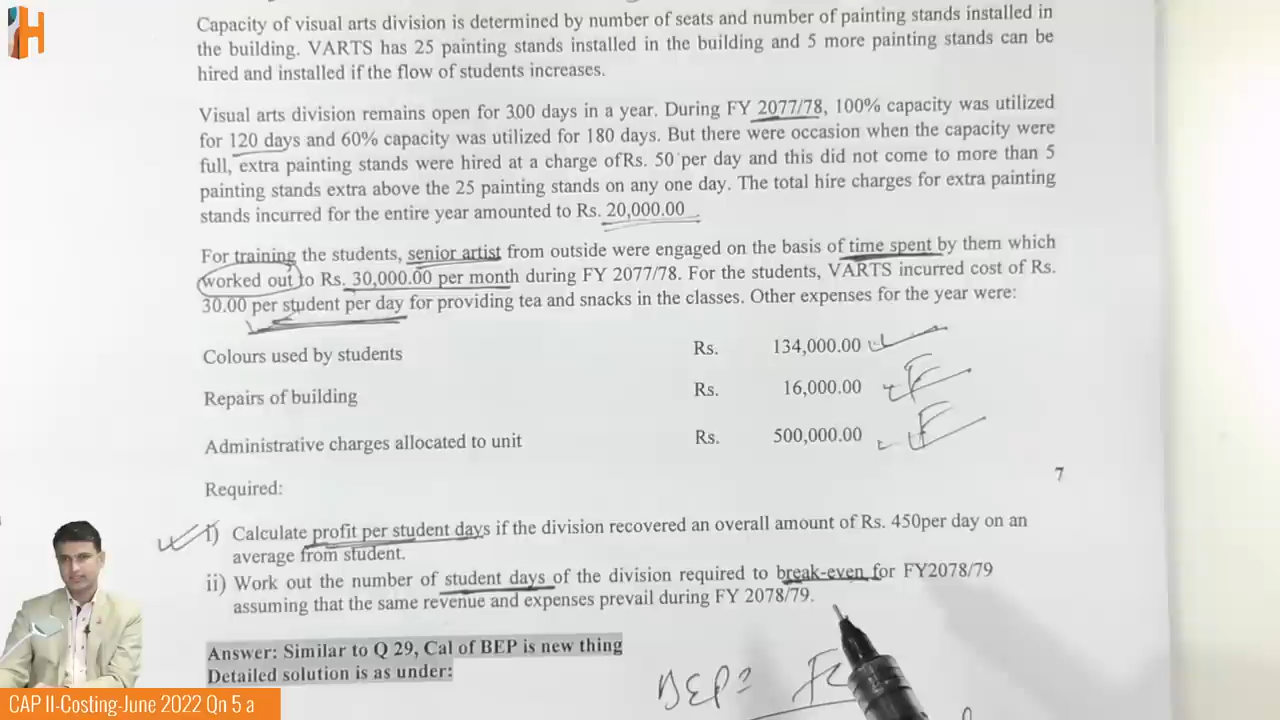 H
Capacity of visual arts division is determined by number of seats and number of painting stands installed in
the building. VARTS has 25 painting stands installed in the building and 5 more painting stands can be
hired and installed if the flow of students increases.
Visual arts division remains open for 300 days in a year. During FY 2077/78, 100% capacity was utilized
for 120 days and 60% capacity was utilized for 180 days. But there were occasion when the capacity were
full, extra painting stands were hired at a charge ofRs. 50 per day and this did not come to more than 5
painting stands extra above the 25 painting stands on any one day. The total hire charges for extra painting
stands incurred for the entire year amounted to Rs. 20,000.00
For training the students, senior artist from outside were engaged on the basis of time spent by them which
worked out to Rs. 30,000.00 per month during FY 2077/78. For the students, VARTS incurred cost of Rs.
30.00 per student per day for providing tea and snacks in the classes. Other expenses for the year were:
Colours used by students Rs. 134,000.00
Repairs of building Rs. 16,000.00 F
Administrative charges allocated to unit Rs. 500,000.00 F
7
Required:
i) Calculate profit per student days if the division recovered an overall amount of Rs. 450per day on an
average from student.
ii) Work out the number of student days of the division required to break-even for FY2078/79
assuming that the same revenue and expenses prevail during FY 2078/79.
Answer: Similar to Q 29, Cal of BEP is new thing
Detailed solution is as under:
BEP =
CAP II-Costing-June 2022 Qn 5 a